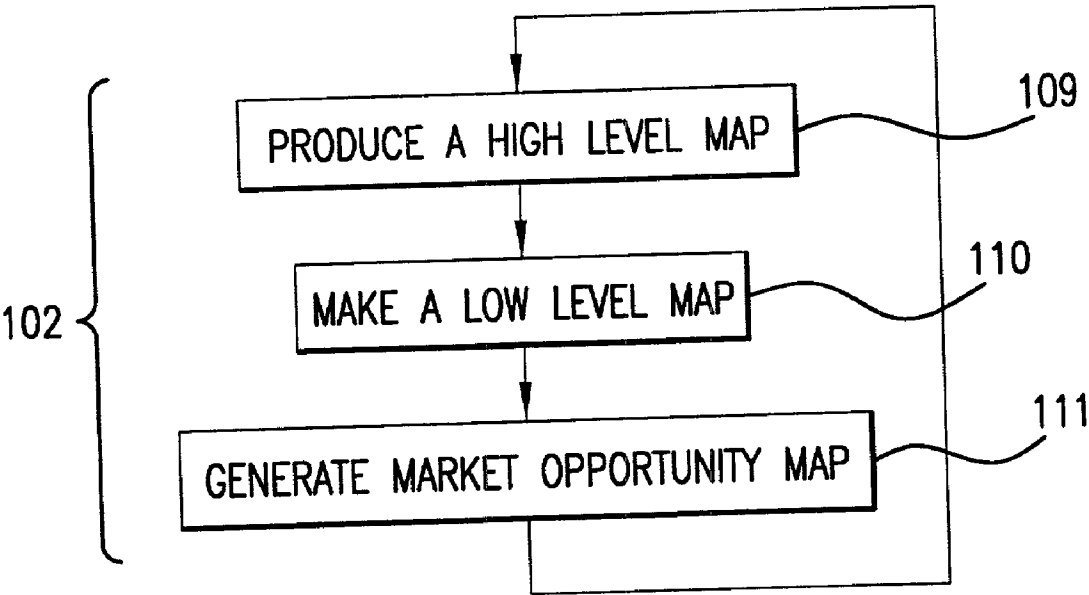 109
PRODUCE A HIGH LEVEL MAP
110
MAKE A LOW LEVEL MAP
102
111
GENERATE MARKET OPPORTUNITY MAP